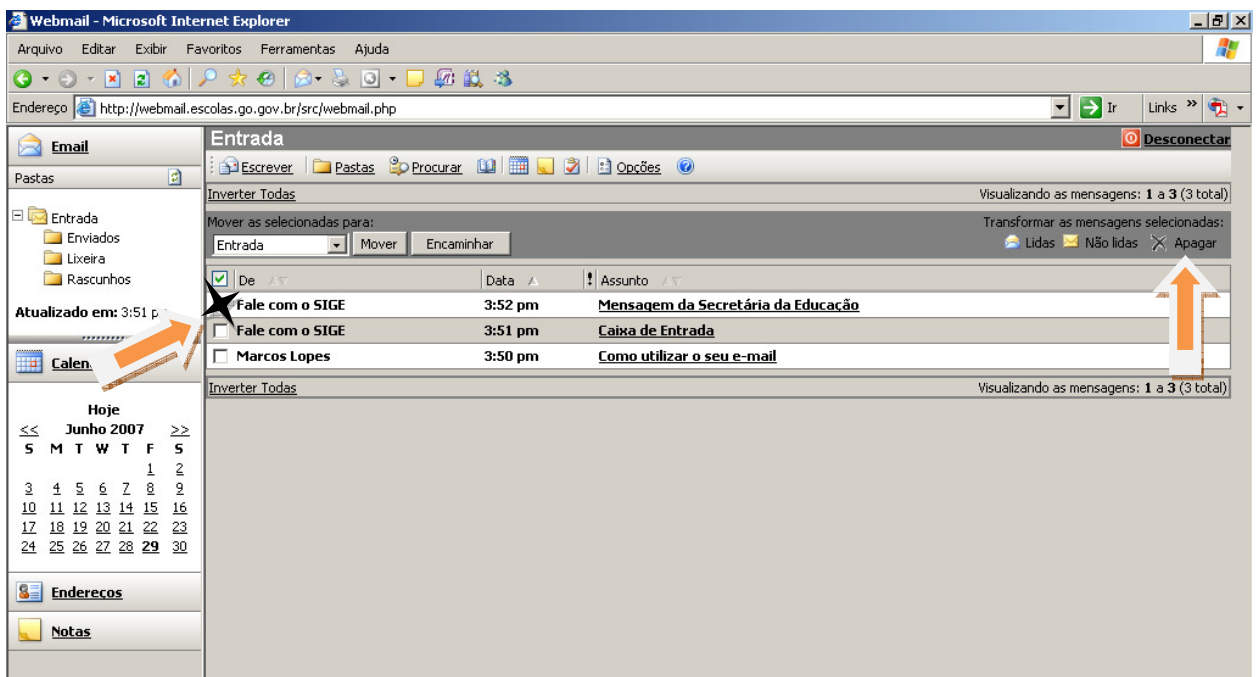 Webmail - Microsoft Internet Explorer
Arquivo Editar Exibir Favoritos Ferramentas Ajuda
Endereço http://webmail.escolas.go.gov.br/src/webmail.php Ir Links »
Email
Pastas
Entrada
Enviados
Lixeira
Rascunhos
Atualizado em: 3:51
Calen
Hoje
<< Junho 2007 >>
S M T W T F S
1 2
3 4 5 6 7 8 9
10 11 12 13 14 15 16
17 18 19 20 21 22 23
24 25 26 27 28 29 30
Endereços
Notas
Entrada Desconectar
Escrever Pastas Procurar Opções
Inverter Todas Visualizando as mensagens: 1 a 3 (3 total)
Mover as selecionadas para: Transformar as mensagens selecionadas:
Entrada Mover Encaminhar Lidas Não lidas Apagar
De Data ! Assunto
Fale com o SIGE 3:52 pm Mensagem da Secretária da Educação
Fale com o SIGE 3:51 pm Caixa de Entrada
Marcos Lopes 3:50 pm Como utilizar o seu e-mail
Inverter Todas Visualizando as mensagens: 1 a 3 (3 total)